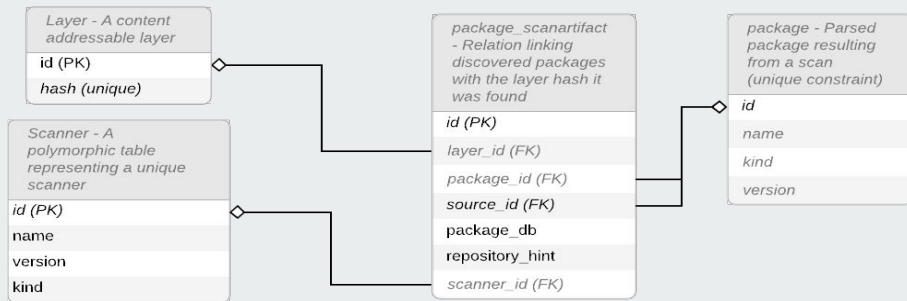 Layer - A content
addressable layer
id (PK)
hash (unique)
Scanner - A
polymorphic table
representing a unique
scanner
id (PK)
name
version
kind
package_scanartifact
- Relation linking
discovered packages
with the layer hash it
was found
id (PK)
layer_id (FK)
package_id (FK)
source_id (FK)
package_db
repository_hint
scanner_id (FK)
package - Parsed
package resulting
from a scan
(unique constraint)
id
name
kind
version